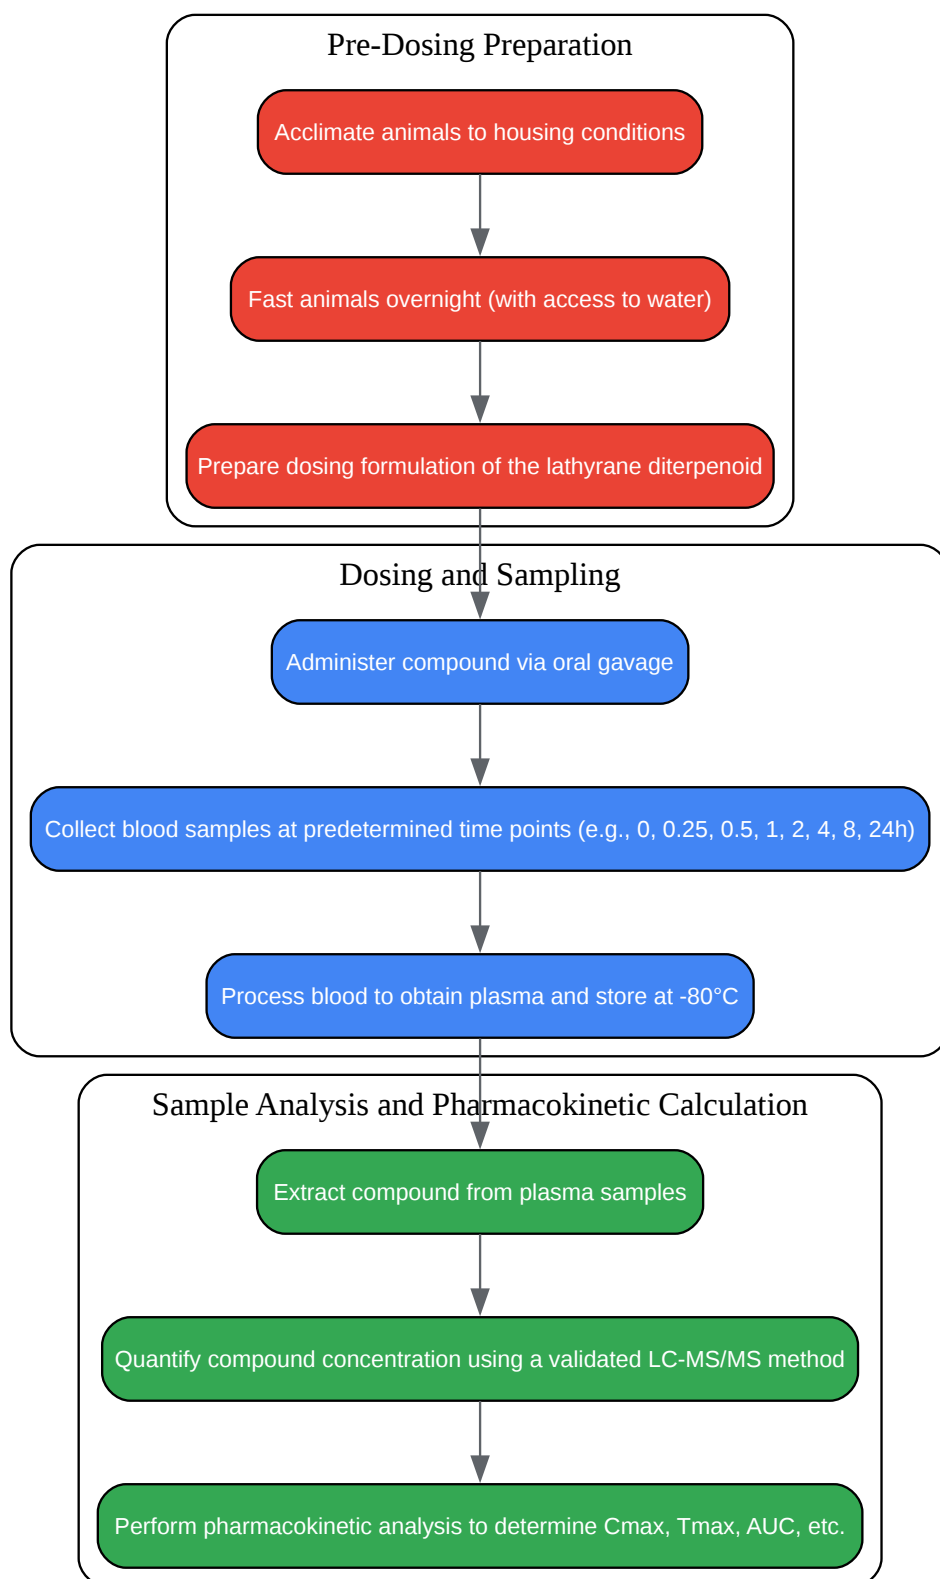 Pre-Dosing Preparation
Acclimate animals to housing conditions
Fast animals overnight (with access to water)
Prepare dosing formulation of the lathyrane diterpenoid
Dosing and Sampling
Administer compound via oral gavage
Collect blood samples at predetermined time points (e.g., 0, 0.25, 0.5, 1, 2, 4, 8, 24h)
Process blood to obtain plasma and store at -80°C
Sample Analysis and Pharmacokinetic Calculation
Extract compound from plasma samples
Quantify compound concentration using a validated LC-MS/MS method
Perform pharmacokinetic analysis to determine Cmax, Tmax, AUC, etc.